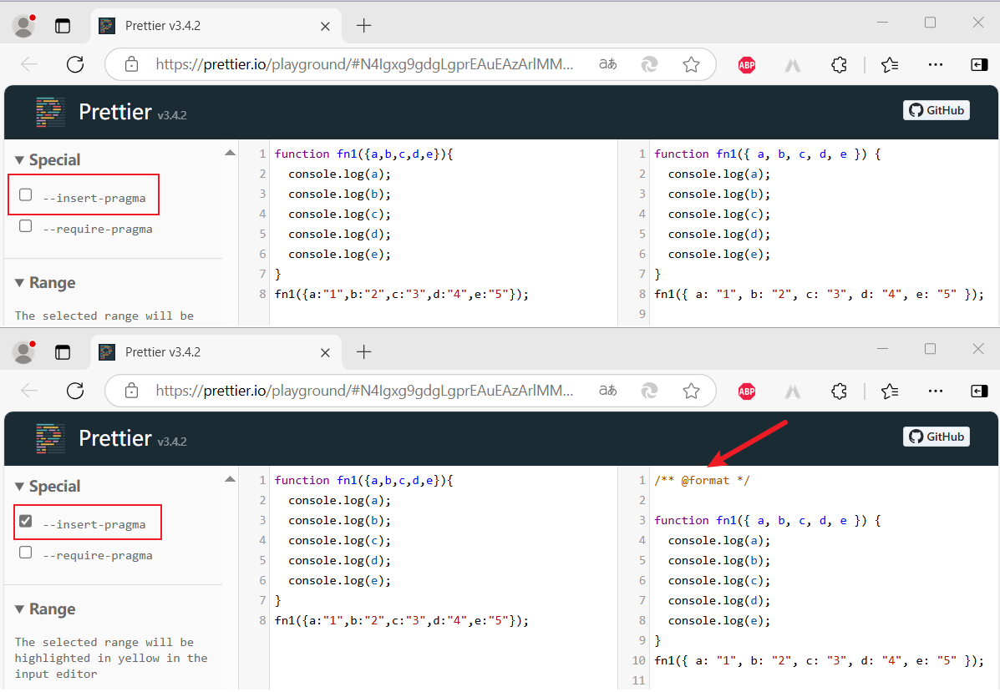 Prettier v3.4.2
https://prettier.io/playground/#N4Igxg9gdgLgprEAuEAzArlMM...
aあ
ABP
Prettier v3.4.2
GitHub
Special
--insert-pragma
--require-pragma
Range
The selected range will be
1 function fn1({a,b,c,d,e}){
2   console.log(a);
3   console.log(b);
4   console.log(c);
5   console.log(d);
6   console.log(e);
7 }
8 fn1({a:"1",b:"2",c:"3",d:"4",e:"5"});
1 function fn1({ a, b, c, d, e }) {
2   console.log(a);
3   console.log(b);
4   console.log(c);
5   console.log(d);
6   console.log(e);
7 }
8 fn1({ a: "1", b: "2", c: "3", d: "4", e: "5" });
9
Prettier v3.4.2
https://prettier.io/playground/#N4Igxg9gdgLgprEAuEAzArlMM...
aあ
ABP
Prettier v3.4.2
GitHub
Special
--insert-pragma
--require-pragma
Range
The selected range will be
highlighted in yellow in the
input editor
1 function fn1({a,b,c,d,e}){
2   console.log(a);
3   console.log(b);
4   console.log(c);
5   console.log(d);
6   console.log(e);
7 }
8 fn1({a:"1",b:"2",c:"3",d:"4",e:"5"});
1 /** @format */
2
3 function fn1({ a, b, c, d, e }) {
4   console.log(a);
5   console.log(b);
6   console.log(c);
7   console.log(d);
8   console.log(e);
9 }
10 fn1({ a: "1", b: "2", c: "3", d: "4", e: "5" });
11